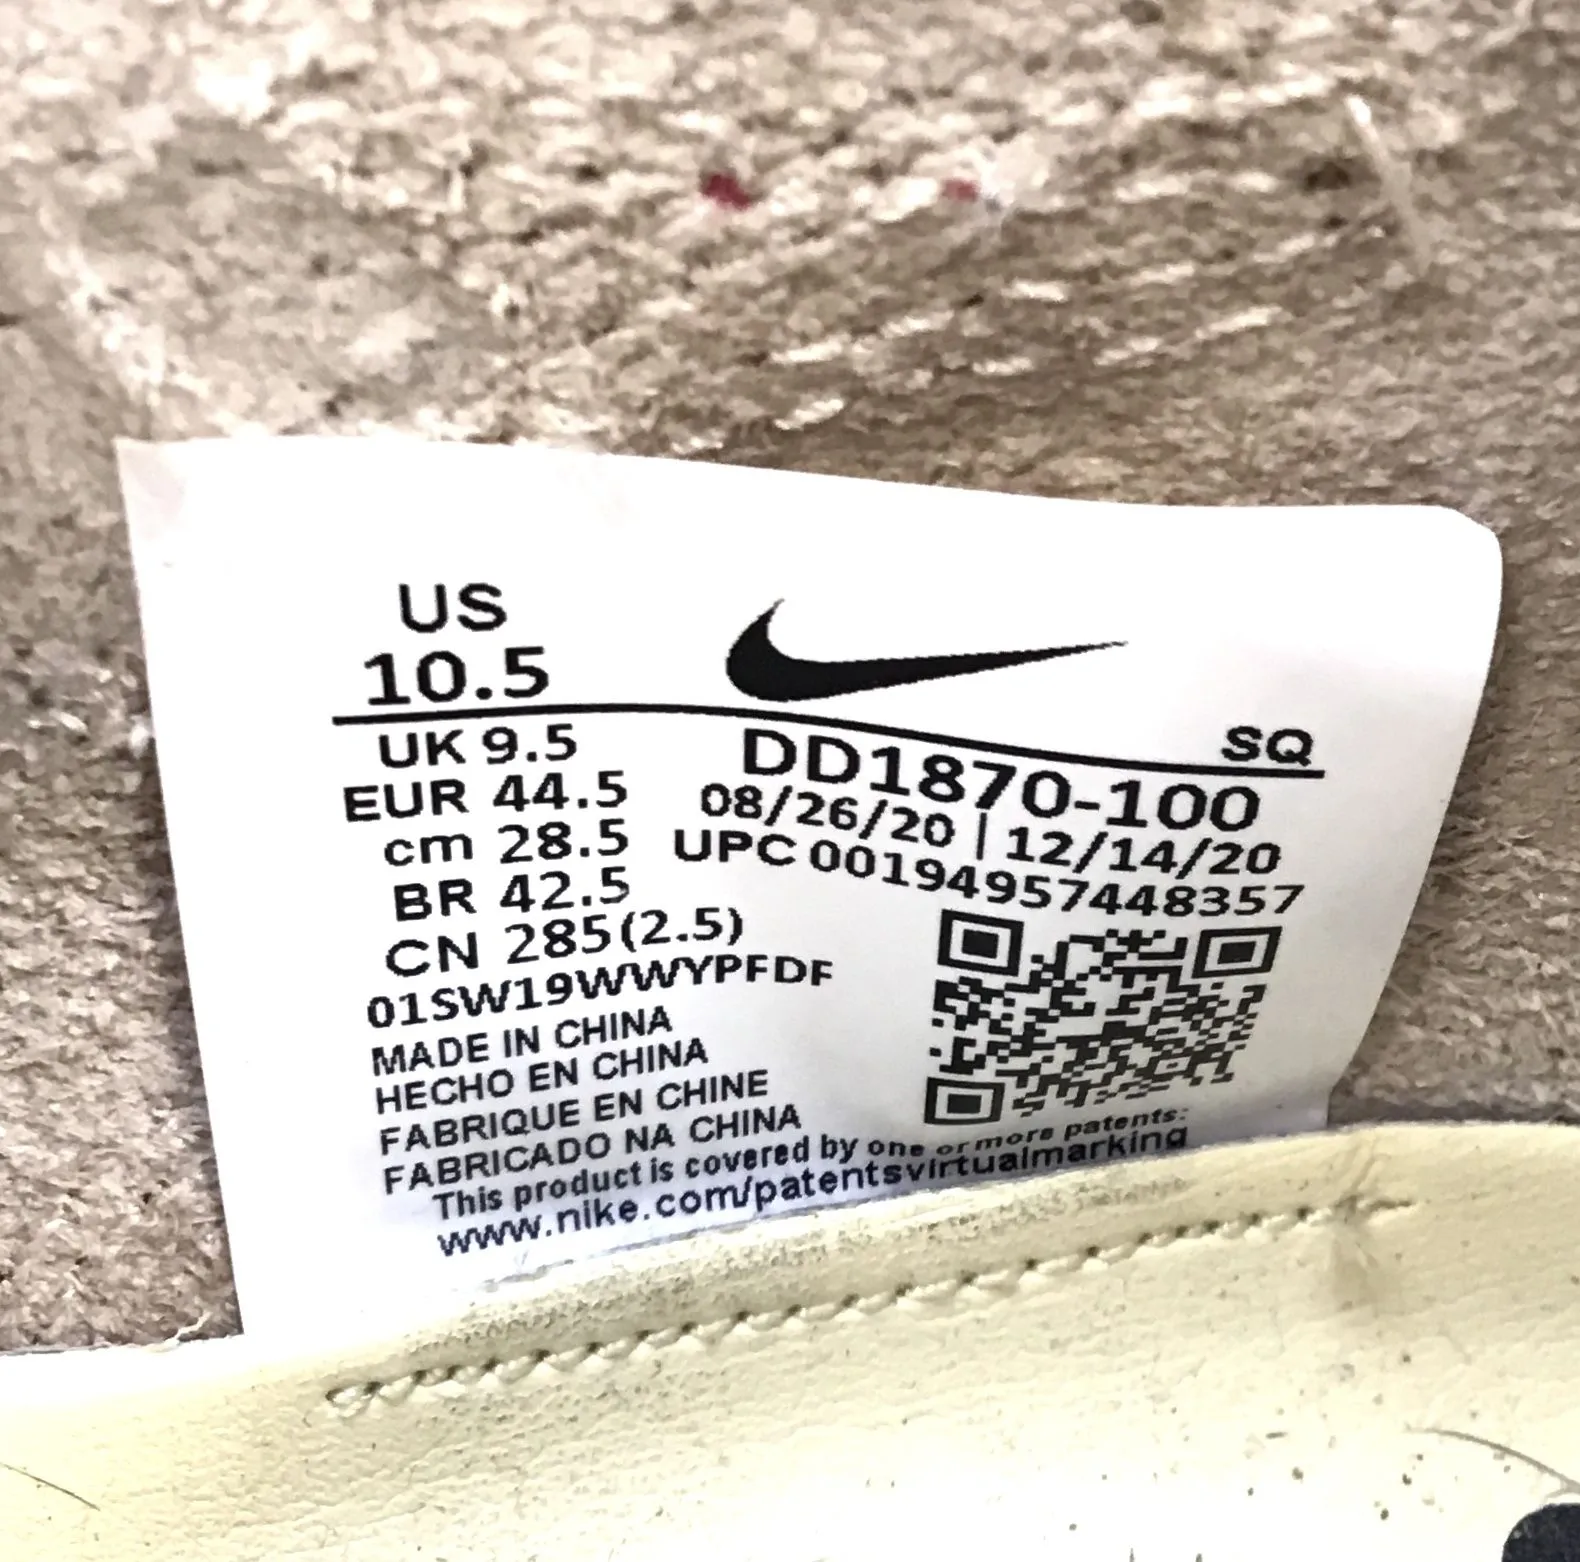 US
10.5
SQ
UK 9.5
EUR 44.5
cm 28.5
BR 42.5
CN 285(2.5)
DD1870-100
08/26/20 | 12/14/20
UPC 00194957448357
01SW19WWYPFDF
MADE IN CHINA
HECHO EN CHINA
FABRIQUE EN CHINE
FABRICADO NA CHINA
This product is covered by one or more patents:
www.nike.com/patentsvirtualmarking